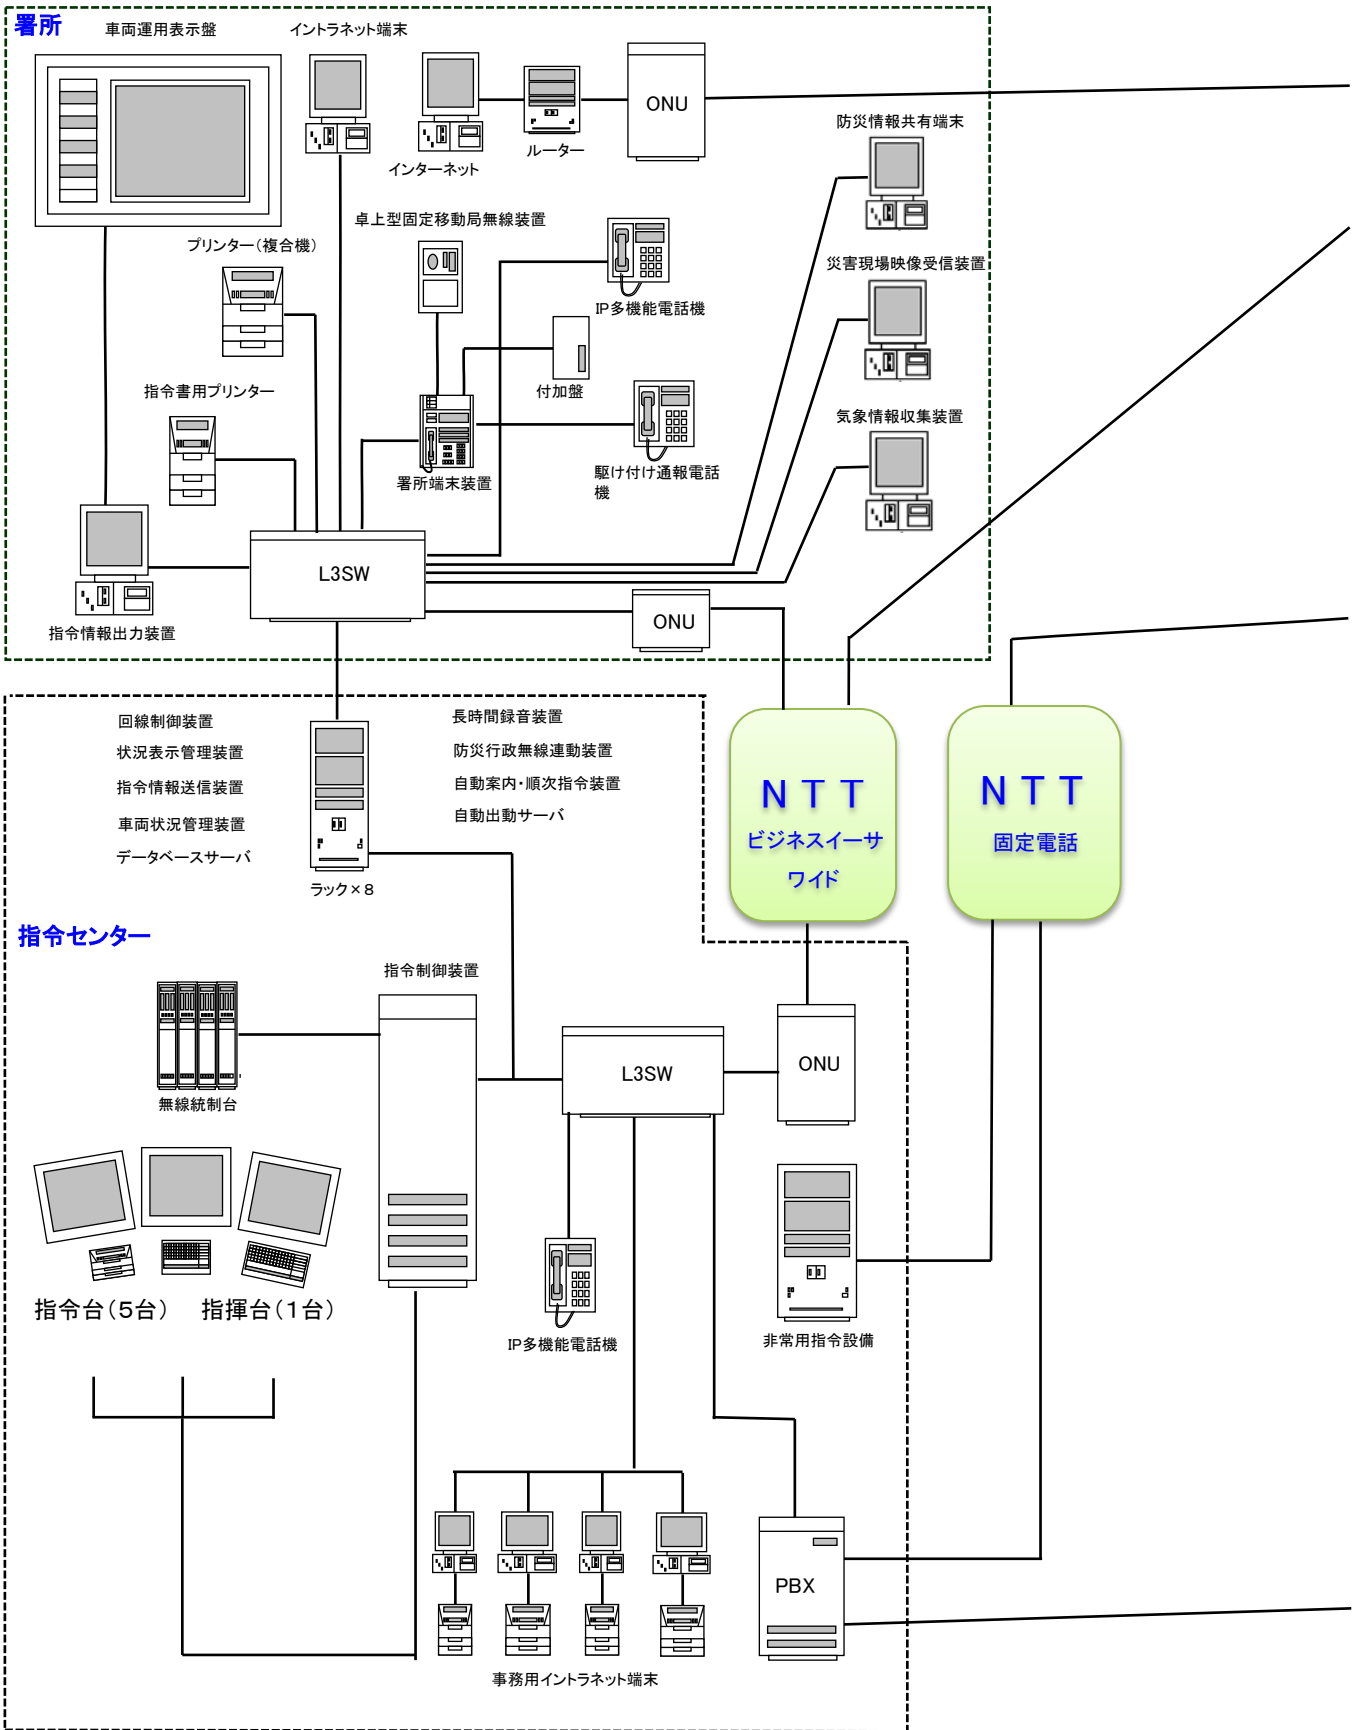 署所
車両運用表示盤
イントラネット端末
ONU
インターネット
ルーター
防災情報共有端末
卓上型固定移動局無線装置
プリンター(複合機)
IP多機能電話機
災害現場映像受信装置
付加盤
指令書用プリンター
気象情報収集装置
署所端末装置
駆け付け通報電話
機
L3SW
指令情報出力装置
ONU
回線制御装置
長時間録音装置
状況表示管理装置
防災行政無線連動装置
指令情報送信装置
自動案内・順次指令装置
車両状況管理装置
自動出動サーバ
データベースサーバ
ラック×8
NTT
ビジネスイーサ
ワイド
NTT
固定電話
指令センター
指令制御装置
L3SW
ONU
無線統制台
指令台(5台)
指揮台(1台)
IP多機能電話機
非常用指令設備
PBX
事務用イントラネット端末